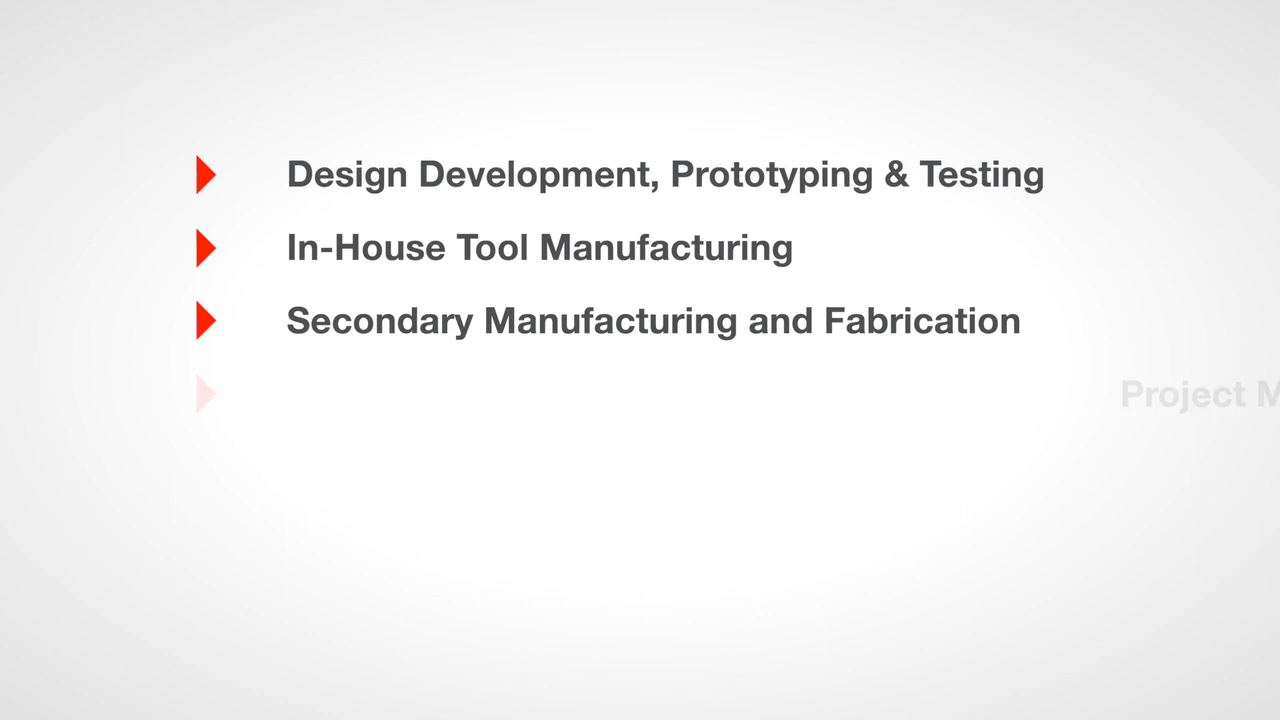 Design Development, Prototyping & Testing
In-House Tool Manufacturing
Secondary Manufacturing and Fabrication
Project